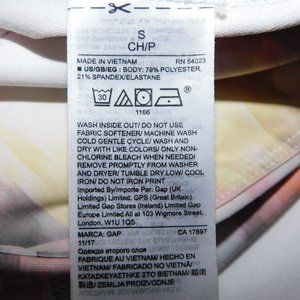 S
CH/P
MADE IN VIETNAM RN 54023
■ US/GB/EG : BODY: 79% POLYESTER,
21% SPANDEX/ELASTANE
30
1166
WASH INSIDE OUT/ DO NOT USE
FABRIC SOFTENER/ MACHINE WASH
COLD GENTLE CYCLE/ WASH AND
DRY WITH LIKE COLORS/ ONLY NON-
CHLORINE BLEACH WHEN NEEDED/
REMOVE PROMPTLY FROM WASHER
AND DRYER/ TUMBLE DRY LOW/ COOL
IRON/ DO NOT IRON PRINT
Imported/Importe par/Importer: Gap (UK
Holdings) Limited: GPS (Great Britain)
Limited Gap Stores (Ireland) Limited Gap
Europe Limited All at 103 Wigmore Street,
London, W1U 1QS
MARCA: GAP CA 17897
11/17
Одежда второго слоя
FABRIQUE AU VIETNAM/ HECHO EN
VIETNAM/ FABRICADO NO VIETNÃ/
ΚΑΤΑΣΚΕΥΑΖΕΤΑΙ ΣΤΟ ΒΙΕΤΝΑΜ/